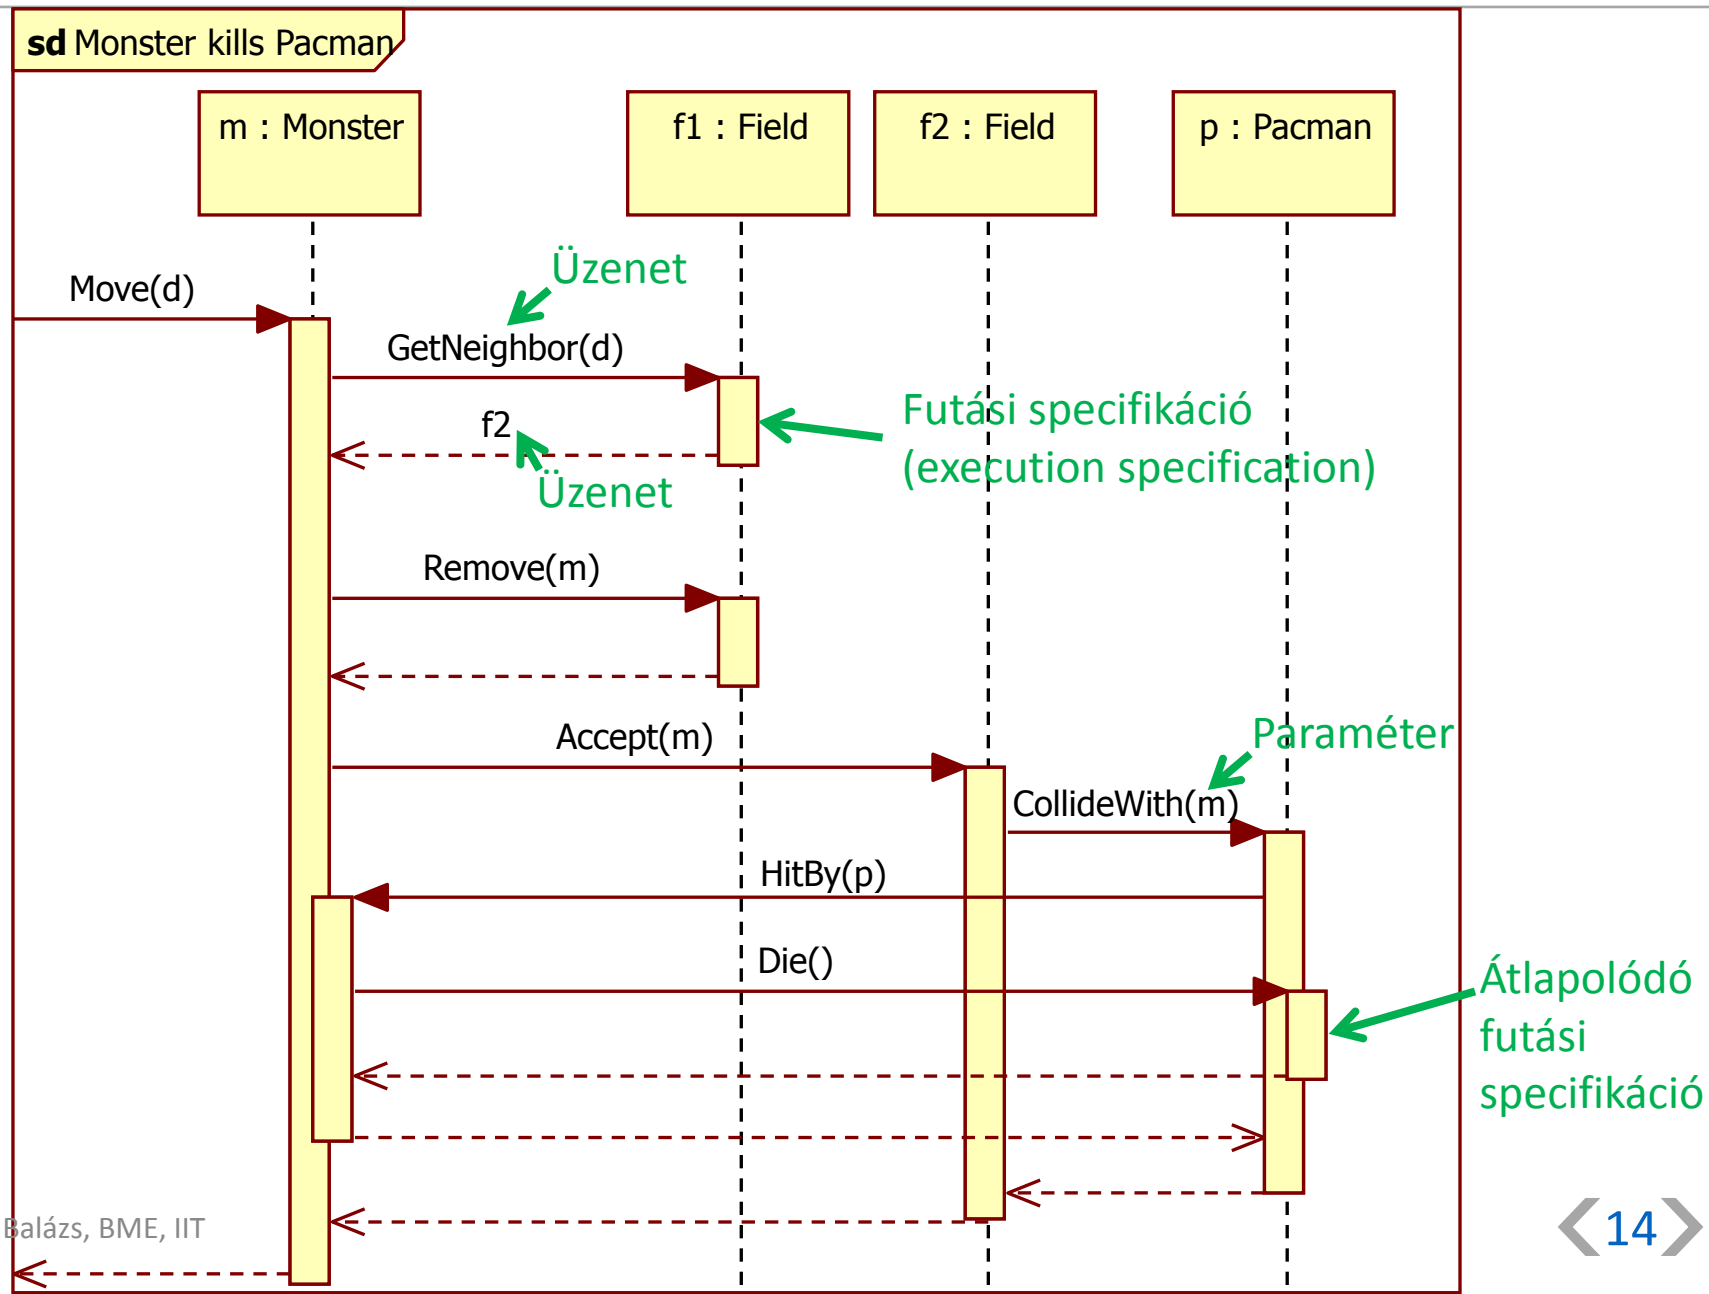 sd Monster kills Pacman
m : Monster
f1 : Field
f2 : Field
p : Pacman
Üzenet
Move(d)
GetNeighbor(d)
f2
Üzenet
Futási specifikáció
(execution specification)
Remove(m)
Accept(m)
Paraméter
CollideWith(m)
HitBy(p)
Die()
Átlapolódó
futási
specifikáció
Balázs, BME, IIT
14